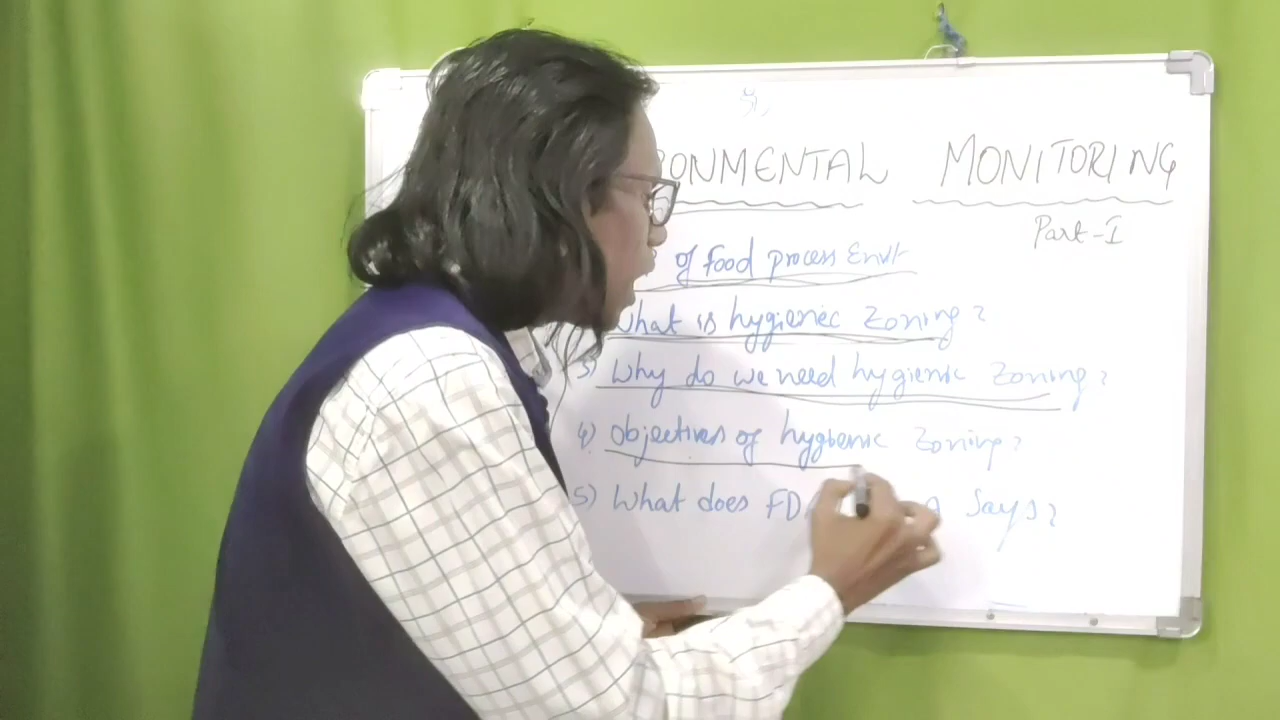 ONMENTAL MONITORING
Part-I
of food process Envt
What is hygienic Zoning?
3) Why do we need hygienic Zoning?
4) Objectives of hygienic Zoning?
5) What does FD Says?